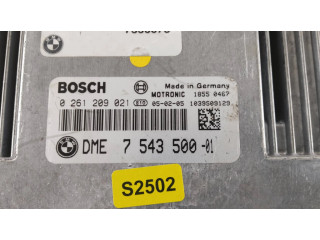 BOSCH
Made in Germany
MOTRONIC 1855 0467
0 261 209 021 05-02-05 1039S09129
DME 7 543 500 -01
S2502